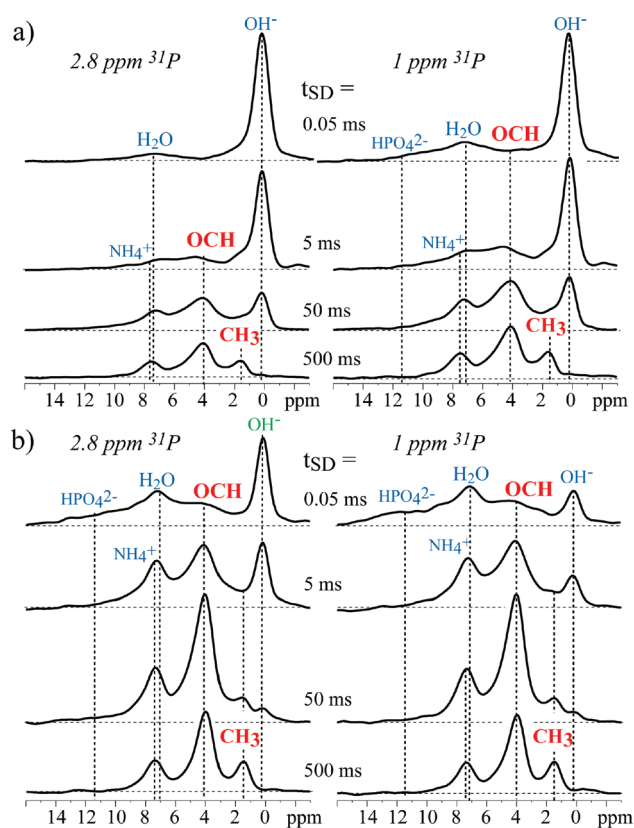 a)
2.8 ppm ³¹P
1 ppm ³¹P
OH⁻
OH⁻
t_SD =
0.05 ms
H₂O
HPO₄²⁻
H₂O
OCH
NH₄⁺
OCH
5 ms
NH₄⁺
50 ms
CH₃
CH₃
500 ms
14 12 10 8 6 4 2 0 ppm
14 12 10 8 6 4 2 0 ppm
b)
2.8 ppm ³¹P
1 ppm ³¹P
OH⁻
t_SD =
HPO₄²⁻
H₂O
OCH
0.05 ms
HPO₄²⁻
H₂O
OCH
OH⁻
NH₄⁺
5 ms
NH₄⁺
50 ms
CH₃
CH₃
500 ms
16 14 12 10 8 6 4 2 0 ppm
16 14 12 10 8 6 4 2 0 ppm